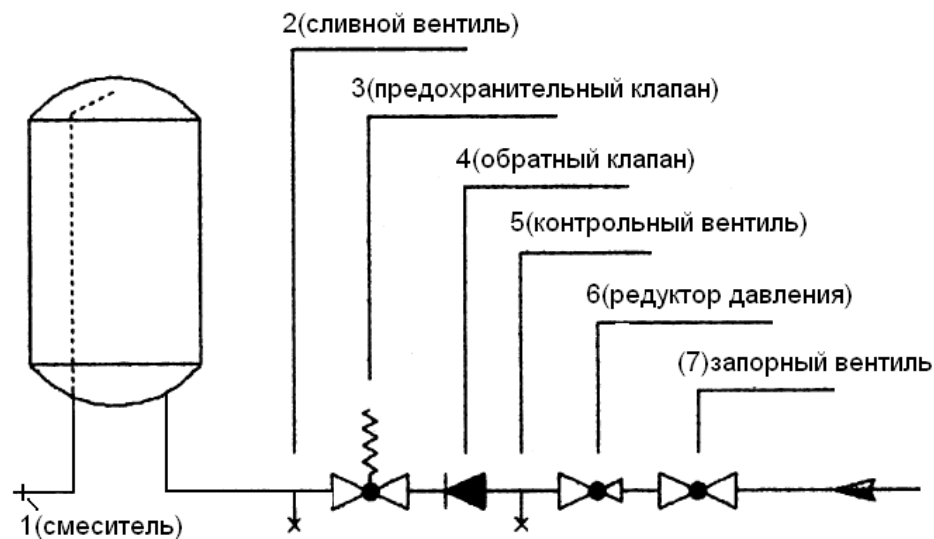 2(сливной вентиль)
3(предохранительный клапан)
4(обратный клапан)
5(контрольный вентиль)
6(редуктор давления)
(7)запорный вентиль
1(смеситель)